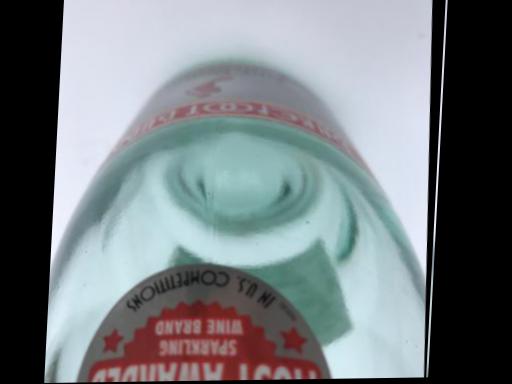 MOST AWARDED
SPARKLING
WINE BRAND
IN U.S. COMPETITIONS